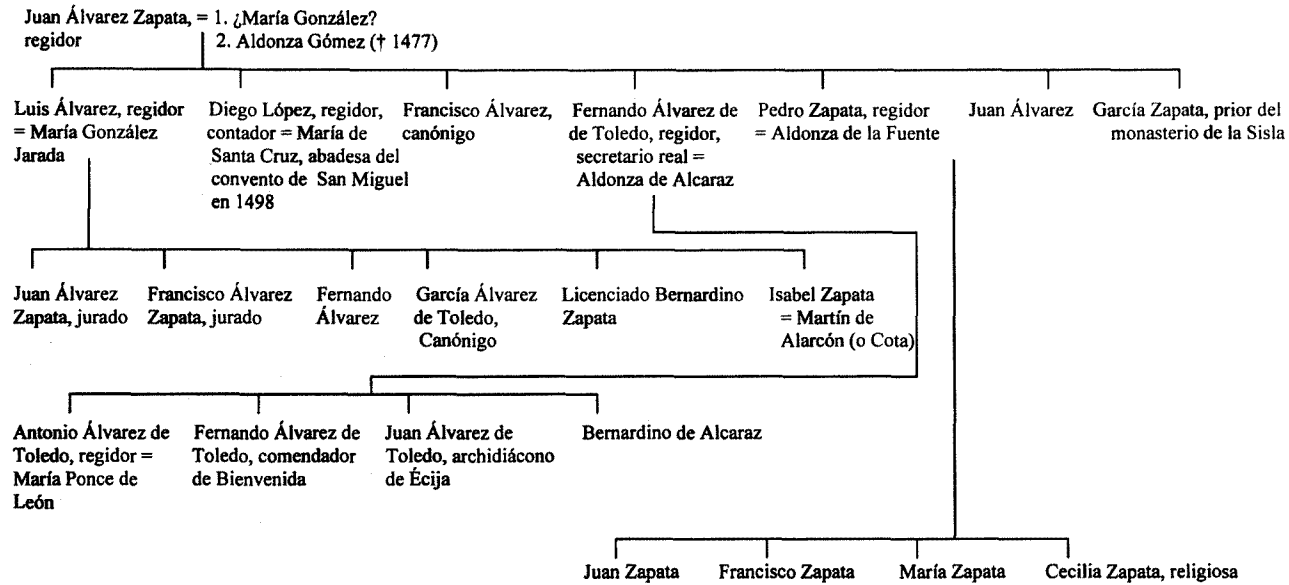 Juan Álvarez Zapata, = 1. ¿María González?
regidor 2. Aldonza Gómez († 1477)
Luis Álvarez, regidor
= María González
Jarada
Diego López, regidor,
contador = María de
Santa Cruz, abadesa del
convento de San Miguel
en 1498
Francisco Álvarez,
canónigo
Fernando Álvarez de
de Toledo, regidor,
secretario real =
Aldonza de Alcaraz
Pedro Zapata, regidor
= Aldonza de la Fuente
Juan Álvarez
García Zapata, prior del
monasterio de la Sisla
Juan Álvarez
Zapata, jurado
Francisco Álvarez
Zapata, jurado
Fernando
Álvarez
García Álvarez
de Toledo,
Canónigo
Licenciado Bernardino
Zapata
Isabel Zapata
= Martín de
Alarcón (o Cota)
Antonio Álvarez de
Toledo, regidor =
María Ponce de
León
Fernando Álvarez de
Toledo, comendador
de Bienvenida
Juan Álvarez de
Toledo, archidiácono
de Écija
Bernardino de Alcaraz
Juan Zapata
Francisco Zapata
María Zapata
Cecilia Zapata, religiosa